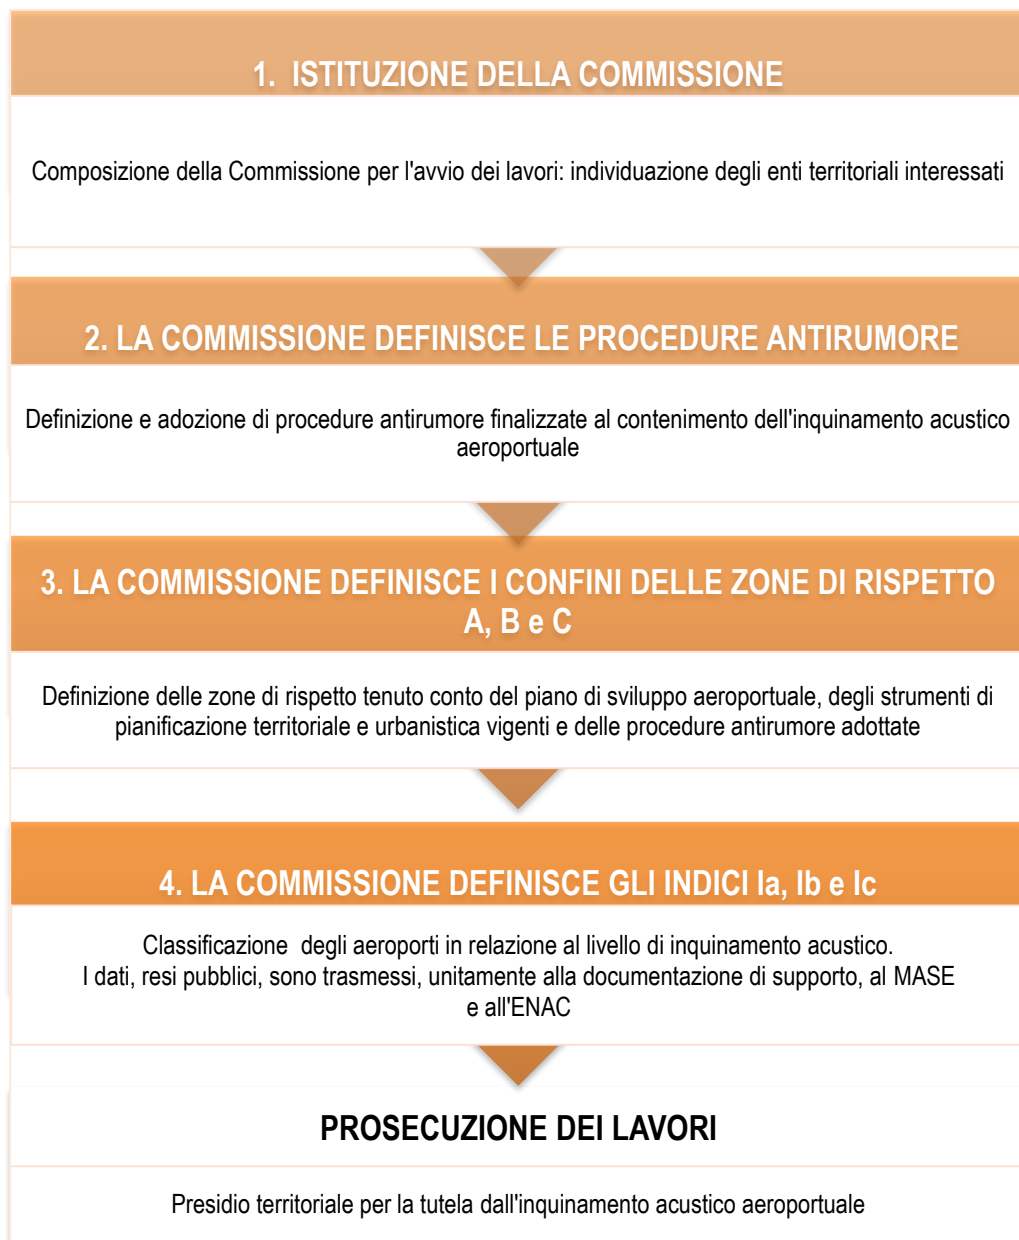 1. ISTITUZIONE DELLA COMMISSIONE
Composizione della Commissione per l'avvio dei lavori: individuazione degli enti territoriali interessati
2. LA COMMISSIONE DEFINISCE LE PROCEDURE ANTIRUMORE
Definizione e adozione di procedure antirumore finalizzate al contenimento dell'inquinamento acustico
aeroportuale
3. LA COMMISSIONE DEFINISCE I CONFINI DELLE ZONE DI RISPETTO
A, B e C
Definizione delle zone di rispetto tenuto conto del piano di sviluppo aeroportuale, degli strumenti di
pianificazione territoriale e urbanistica vigenti e delle procedure antirumore adottate
4. LA COMMISSIONE DEFINISCE GLI INDICI Ia, Ib e Ic
Classificazione degli aeroporti in relazione al livello di inquinamento acustico.
I dati, resi pubblici, sono trasmessi, unitamente alla documentazione di supporto, al MASE
e all'ENAC
PROSECUZIONE DEI LAVORI
Presidio territoriale per la tutela dall'inquinamento acustico aeroportuale